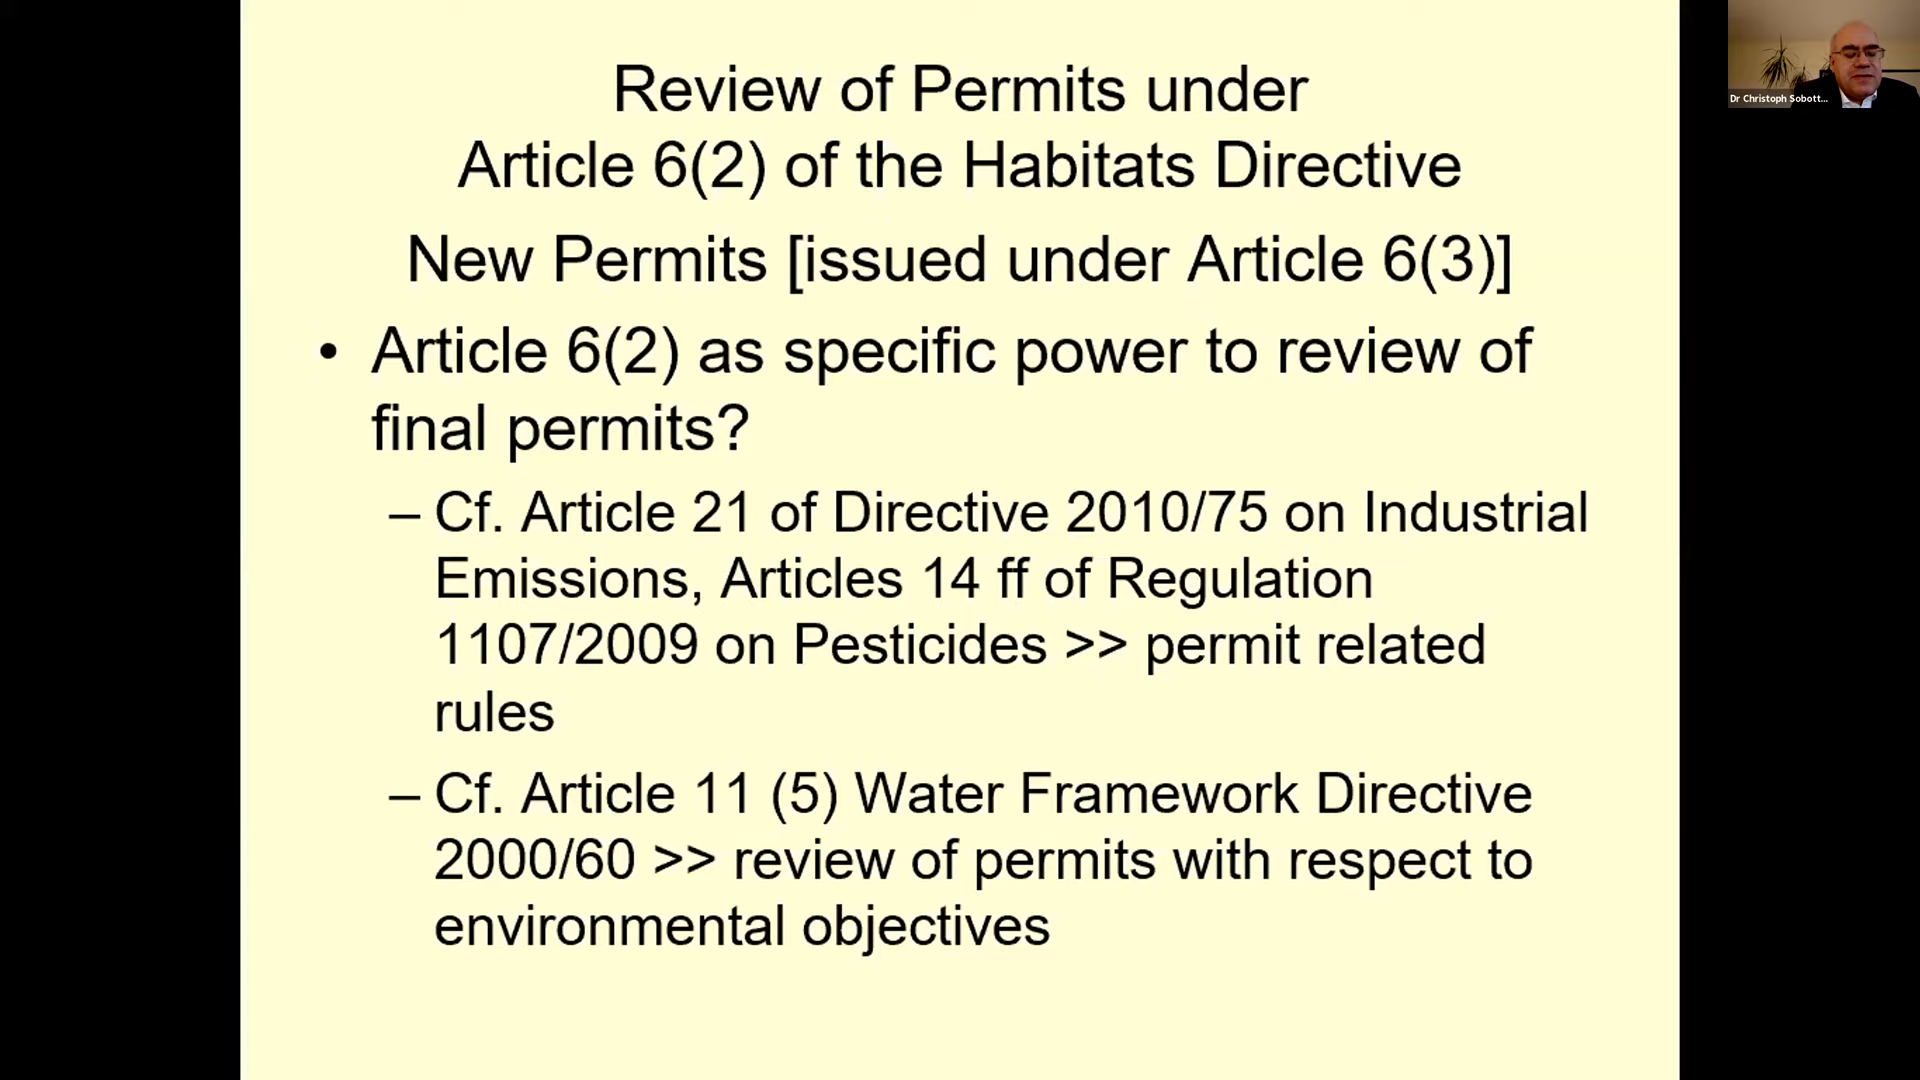 Review of Permits under
Article 6(2) of the Habitats Directive
New Permits [issued under Article 6(3)]
• Article 6(2) as specific power to review of
final permits?
– Cf. Article 21 of Directive 2010/75 on Industrial
Emissions, Articles 14 ff of Regulation
1107/2009 on Pesticides >> permit related
rules
– Cf. Article 11 (5) Water Framework Directive
2000/60 >> review of permits with respect to
environmental objectives
Dr Christoph Sobott...